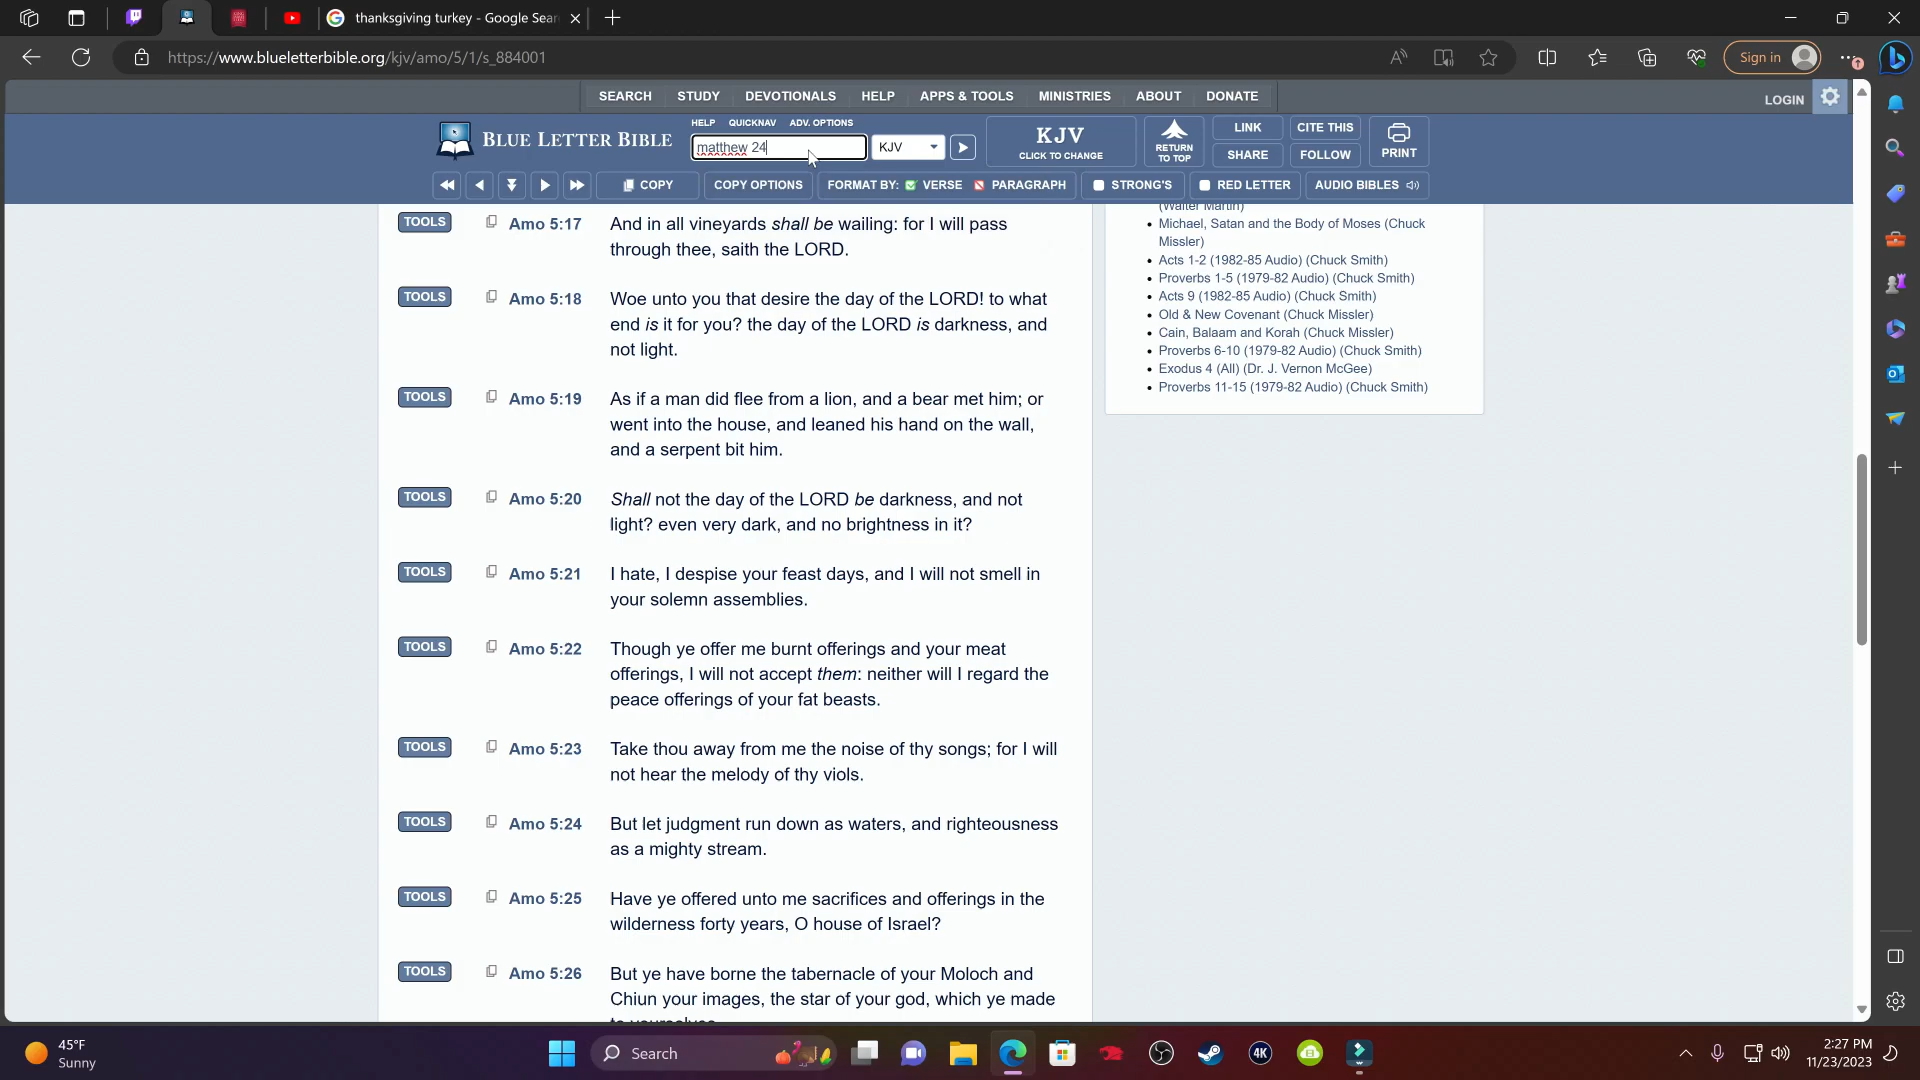 thanksgiving turkey - Google Sear
https://www.blueletterbible.org/kjv/amo/5/1/s_884001
Sign in
SEARCH STUDY DEVOTIONALS HELP APPS & TOOLS MINISTRIES ABOUT DONATE
LOGIN
HELP QUICKNAV ADV. OPTIONS
BLUE LETTER BIBLE
matthew 24
KJV
KJV
CLICK TO CHANGE
RETURN
TO TOP
LINK
CITE THIS
SHARE
FOLLOW
PRINT
COPY
COPY OPTIONS
FORMAT BY: VERSE PARAGRAPH
STRONG'S
RED LETTER
AUDIO BIBLES
TOOLS Amo 5:17 And in all vineyards shall be wailing: for I will pass
through thee, saith the LORD.
TOOLS Amo 5:18 Woe unto you that desire the day of the LORD! to what
end is it for you? the day of the LORD is darkness, and
not light.
TOOLS Amo 5:19 As if a man did flee from a lion, and a bear met him; or
went into the house, and leaned his hand on the wall,
and a serpent bit him.
TOOLS Amo 5:20 Shall not the day of the LORD be darkness, and not
light? even very dark, and no brightness in it?
TOOLS Amo 5:21 I hate, I despise your feast days, and I will not smell in
your solemn assemblies.
TOOLS Amo 5:22 Though ye offer me burnt offerings and your meat
offerings, I will not accept them: neither will I regard the
peace offerings of your fat beasts.
TOOLS Amo 5:23 Take thou away from me the noise of thy songs; for I will
not hear the melody of thy viols.
TOOLS Amo 5:24 But let judgment run down as waters, and righteousness
as a mighty stream.
TOOLS Amo 5:25 Have ye offered unto me sacrifices and offerings in the
wilderness forty years, O house of Israel?
TOOLS Amo 5:26 But ye have borne the tabernacle of your Moloch and
Chiun your images, the star of your god, which ye made
to yourselves.
(Walter Martin)
Michael, Satan and the Body of Moses (Chuck
Missler)
Acts 1-2 (1982-85 Audio) (Chuck Smith)
Proverbs 1-5 (1979-82 Audio) (Chuck Smith)
Acts 9 (1982-85 Audio) (Chuck Smith)
Old & New Covenant (Chuck Missler)
Cain, Balaam and Korah (Chuck Missler)
Proverbs 6-10 (1979-82 Audio) (Chuck Smith)
Exodus 4 (All) (Dr. J. Vernon McGee)
Proverbs 11-15 (1979-82 Audio) (Chuck Smith)
45°F
Sunny
Search
4K
2:27 PM
11/23/2023